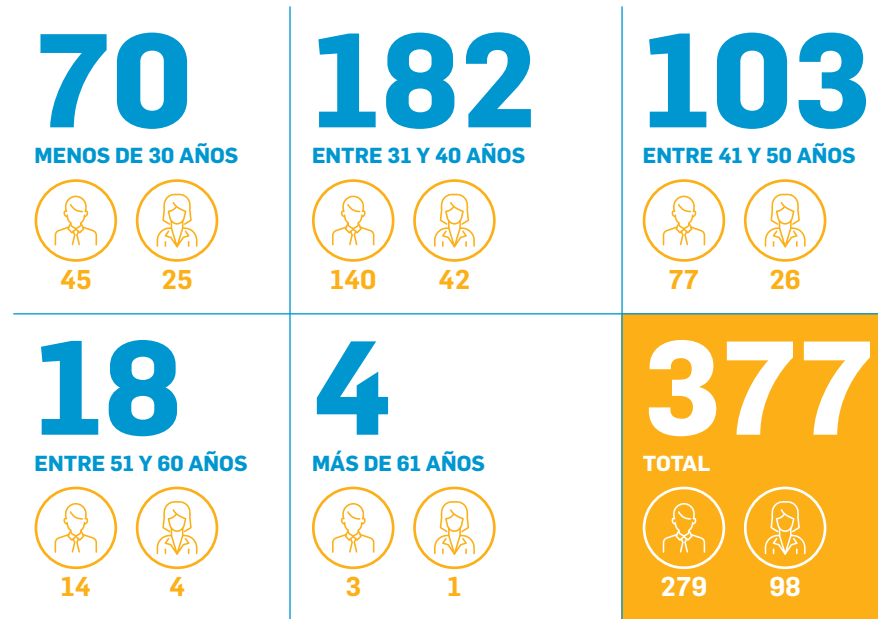 70
MENOS DE 30 AÑOS
45 25
182
ENTRE 31 Y 40 AÑOS
140 42
103
ENTRE 41 Y 50 AÑOS
77 26
18
ENTRE 51 Y 60 AÑOS
14 4
4
MÁS DE 61 AÑOS
3 1
377
TOTAL
279 98